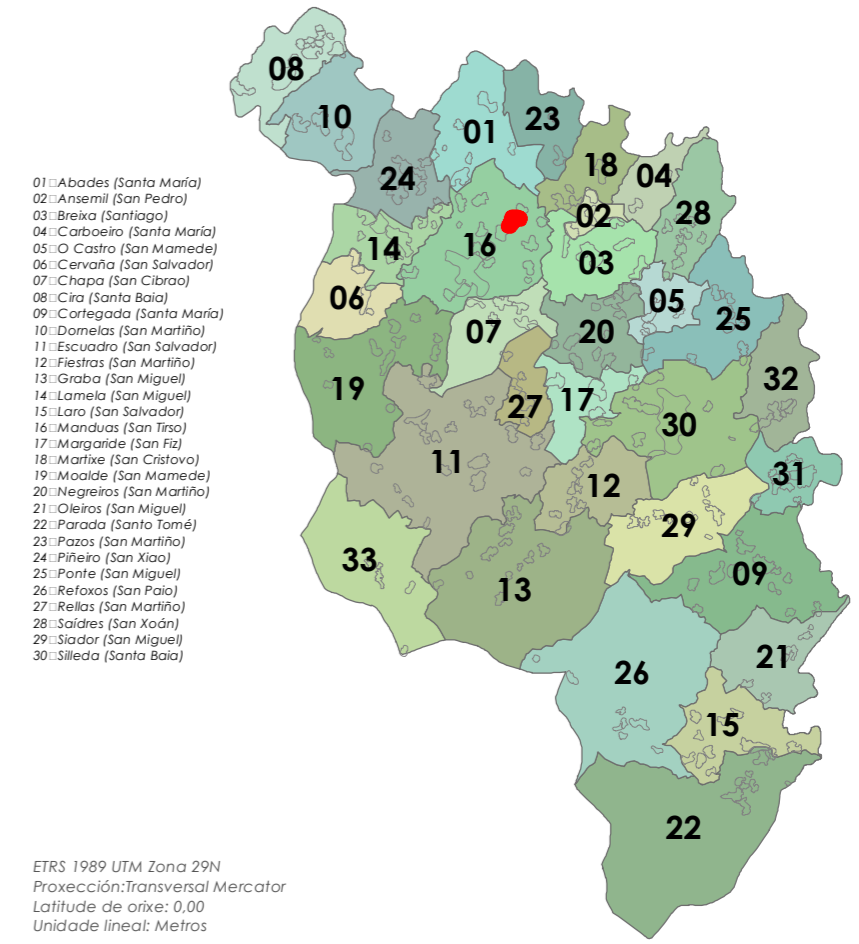 08
10
01
23
24
18
04
02
28
14
16
03
06
05
07
20
25
19
32
27
17
30
11
12
31
29
33
13
09
26
21
15
22
01□Abades (Santa María)
02□Ansemil (San Pedro)
03□Breixa (Santiago)
04□Carboeiro (Santa María)
05□O Castro (San Mamede)
06□Cervaña (San Salvador)
07□Chapa (San Cibrao)
08□Cira (Santa Baia)
09□Cortegada (Santa María)
10□Dornelas (San Martiño)
11□Escuadro (San Salvador)
12□Fiestras (San Martiño)
13□Graba (San Miguel)
14□Lamela (San Miguel)
15□Laro (San Salvador)
16□Manduas (San Tirso)
17□Margaride (San Fiz)
18□Martixe (San Cristovo)
19□Moalde (San Mamede)
20□Negreiros (San Martiño)
21□Oleiros (San Miguel)
22□Parada (Santo Tomé)
23□Pazos (San Martiño)
24□Piñeiro (San Xiao)
25□Ponte (San Miguel)
26□Refoxos (San Paio)
27□Rellas (San Martiño)
28□Saídres (San Xoán)
29□Siador (San Miguel)
30□Silleda (Santa Baia)
ETRS 1989 UTM Zona 29N
Proxección:Transversal Mercator
Latitude de orixe: 0,00
Unidade lineal: Metros